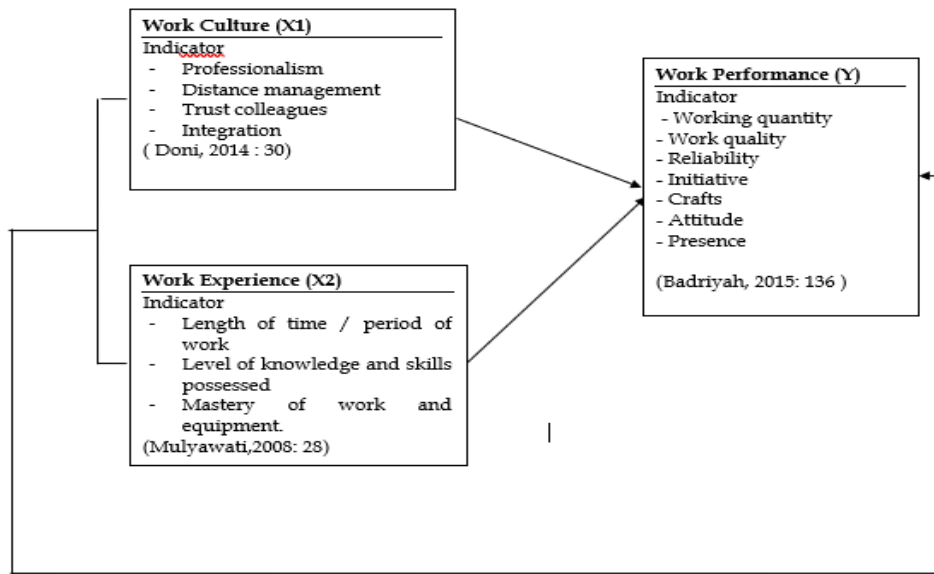 Work Culture (X1)
Indicator
- Professionalism
- Distance management
- Trust colleagues
- Integration
( Doni, 2014 : 30)
Work Experience (X2)
Indicator
- Length of time / period of
work
- Level of knowledge and skills
possessed
- Mastery of work and
equipment.
(Mulyawati,2008: 28)
Work Performance (Y)
Indicator
- Working quantity
- Work quality
- Reliability
- Initiative
- Crafts
- Attitude
- Presence
(Badriyah, 2015: 136 )